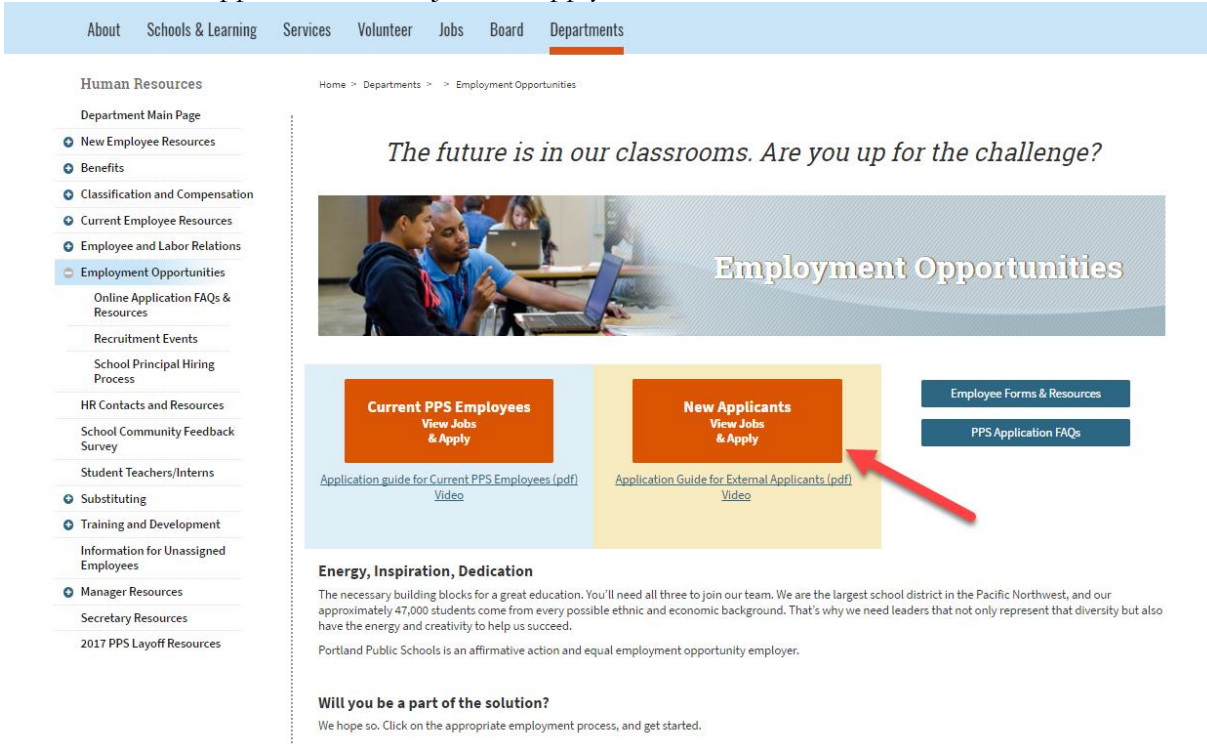 About Schools & Learning Services Volunteer Jobs Board Departments
Human Resources
Department Main Page
New Employee Resources
Benefits
Classification and Compensation
Current Employee Resources
Employee and Labor Relations
Employment Opportunities
Online Application FAQs &
Resources
Recruitment Events
School Principal Hiring
Process
HR Contacts and Resources
School Community Feedback
Survey
Student Teachers/Interns
Substituting
Training and Development
Information for Unassigned
Employees
Manager Resources
Secretary Resources
2017 PPS Layoff Resources
Home > Departments > > Employment Opportunities
The future is in our classrooms. Are you up for the challenge?
Employment Opportunities
Current PPS Employees
View Jobs
& Apply
Application guide for Current PPS Employees (pdf)
Video
New Applicants
View Jobs
& Apply
Application Guide for External Applicants (pdf)
Video
Employee Forms & Resources
PPS Application FAQs
Energy, Inspiration, Dedication
The necessary building blocks for a great education. You'll need all three to join our team. We are the largest school district in the Pacific Northwest, and our
approximately 47,000 students come from every possible ethnic and economic background. That's why we need leaders that not only represent that diversity but also
have the energy and creativity to help us succeed.
Portland Public Schools is an affirmative action and equal employment opportunity employer.
Will you be a part of the solution?
We hope so. Click on the appropriate employment process, and get started.